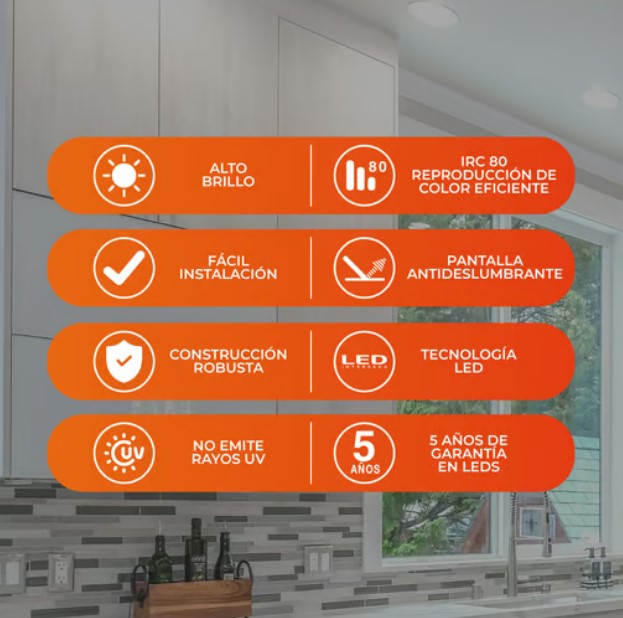 ALTO
BRILLO
80
IRC 80
REPRODUCCIÓN DE
COLOR EFICIENTE
FÁCIL
INSTALACIÓN
PANTALLA
ANTIDESLUMBRANTE
CONSTRUCCIÓN
ROBUSTA
LED
INTEGRADO
TECNOLOGÍA
LED
UV
NO EMITE
RAYOS UV
5
AÑOS
5 AÑOS DE
GARANTÍA
EN LEDS